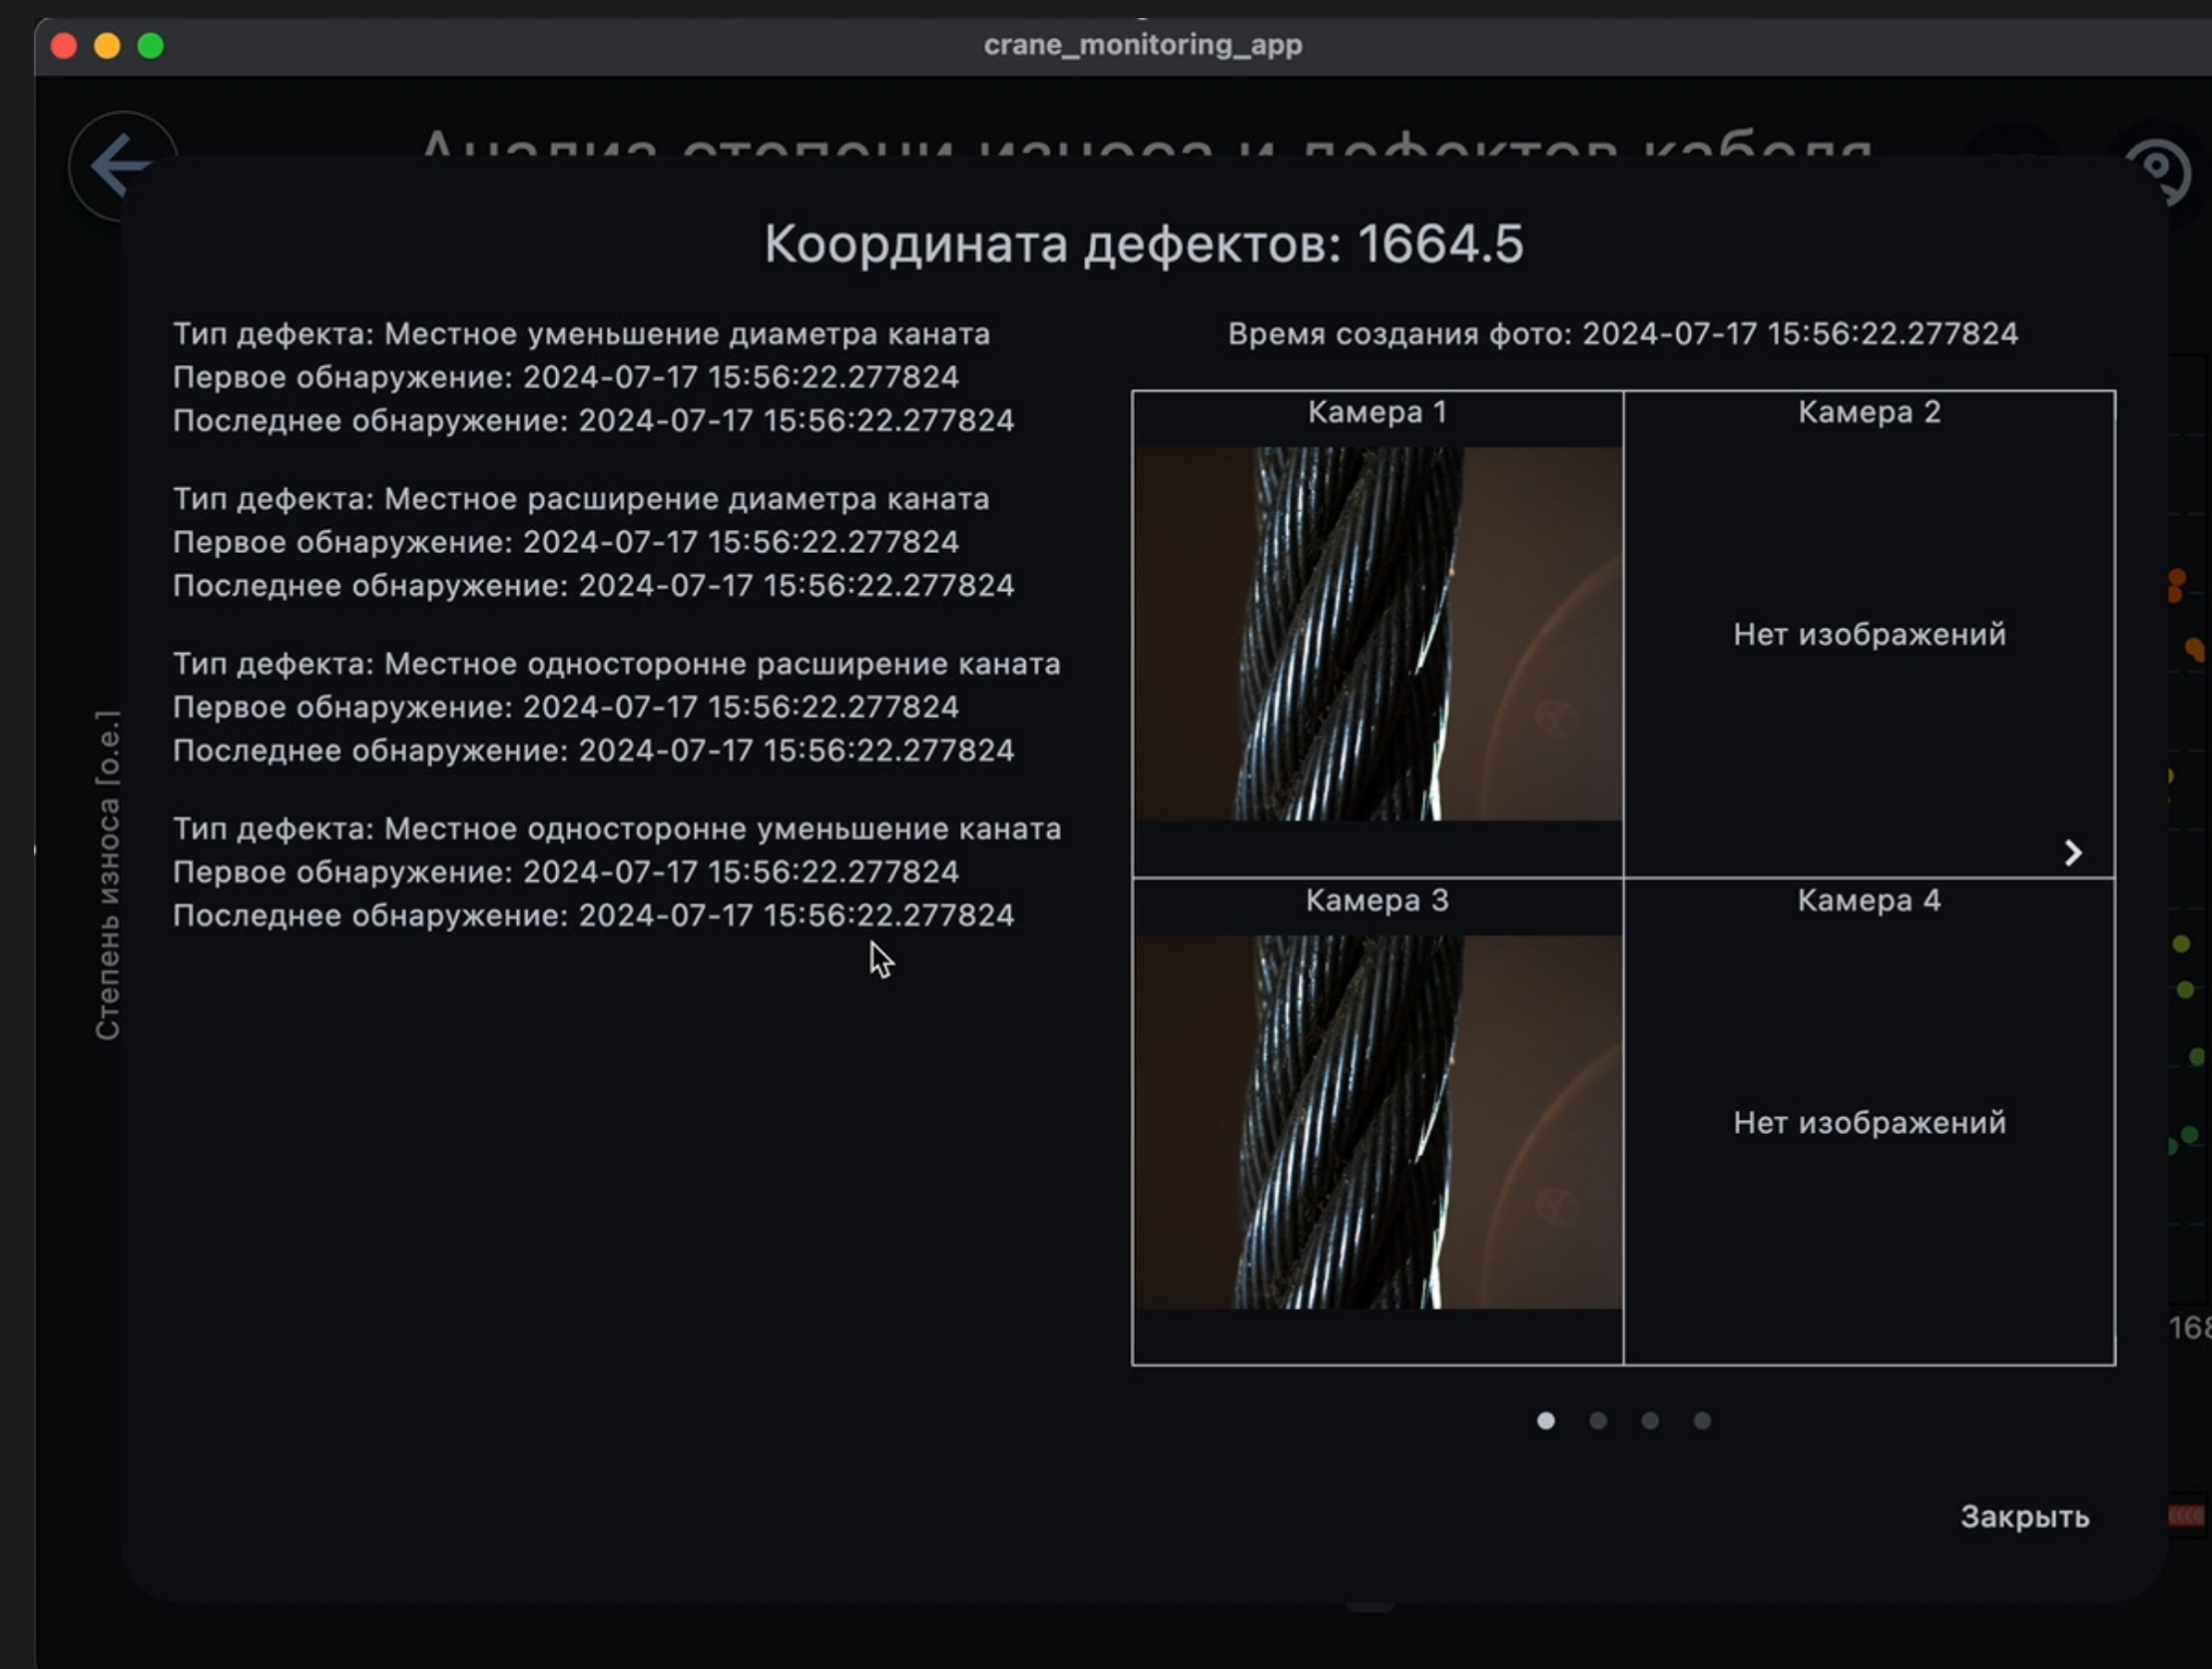 crane_monitoring_app
Анализ степени износа и дефектов кабеля
Координата дефектов: 1664.5
Тип дефекта: Местное уменьшение диаметра каната
Первое обнаружение: 2024-07-17 15:56:22.277824
Последнее обнаружение: 2024-07-17 15:56:22.277824
Тип дефекта: Местное расширение диаметра каната
Первое обнаружение: 2024-07-17 15:56:22.277824
Последнее обнаружение: 2024-07-17 15:56:22.277824
Тип дефекта: Местное односторонне расширение каната
Первое обнаружение: 2024-07-17 15:56:22.277824
Последнее обнаружение: 2024-07-17 15:56:22.277824
Тип дефекта: Местное односторонне уменьшение каната
Первое обнаружение: 2024-07-17 15:56:22.277824
Последнее обнаружение: 2024-07-17 15:56:22.277824
Время создания фото: 2024-07-17 15:56:22.277824
Камера 1
Камера 2
Нет изображений
Камера 3
Камера 4
Нет изображений
Закрыть
Степень износа [о.е.]
168